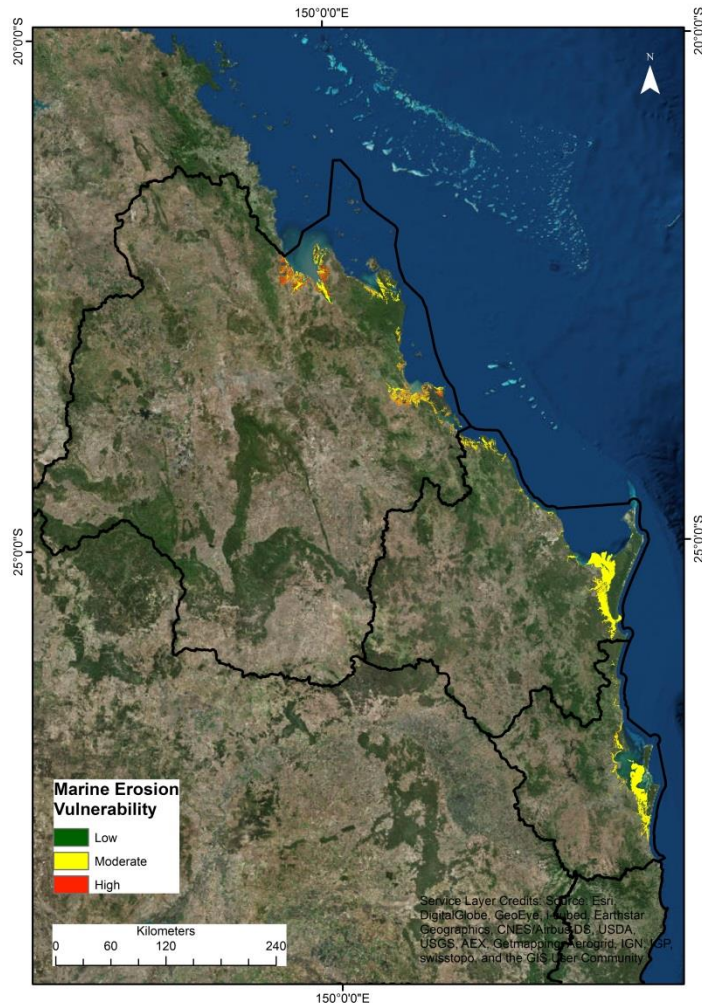 150°0'0"E
20°0'0"S
20°0'0"S
N
25°0'0"S
25°0'0"S
Marine Erosion
Vulnerability
Low
Moderate
High
Kilometers
0 60 120 240
Service Layer Credits: Source: Esri,
DigitalGlobe, GeoEye, i-cubed, Earthstar
Geographics, CNES/Airbus DS, USDA,
USGS, AEX, Getmapping, Aerogrid, IGN, IGP,
swisstopo, and the GIS User Community
150°0'0"E